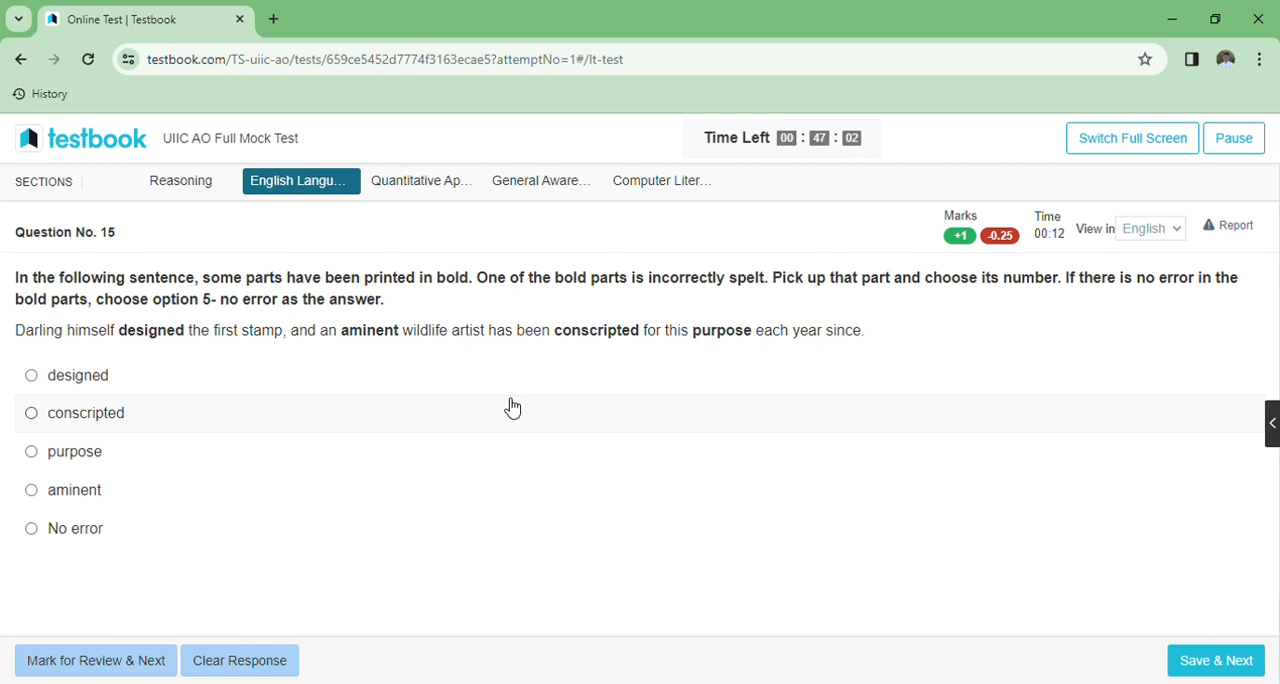 Online Test | Testbook
testbook.com/TS-uiic-ao/tests/659ce5452d7774f3163ecae5?attemptNo=1#/lt-test
History
testbook UIIC AO Full Mock Test Time Left 00 : 47 : 02 Switch Full Screen Pause
SECTIONS Reasoning English Langu... Quantitative Ap... General Aware... Computer Liter...
Question No. 15 Marks +1 -0.25 Time 00:12 View in English Report
In the following sentence, some parts have been printed in bold. One of the bold parts is incorrectly spelt. Pick up that part and choose its number. If there is no error in the
bold parts, choose option 5- no error as the answer.
Darling himself designed the first stamp, and an aminent wildlife artist has been conscripted for this purpose each year since.
designed
conscripted
purpose
aminent
No error
Mark for Review & Next Clear Response Save & Next